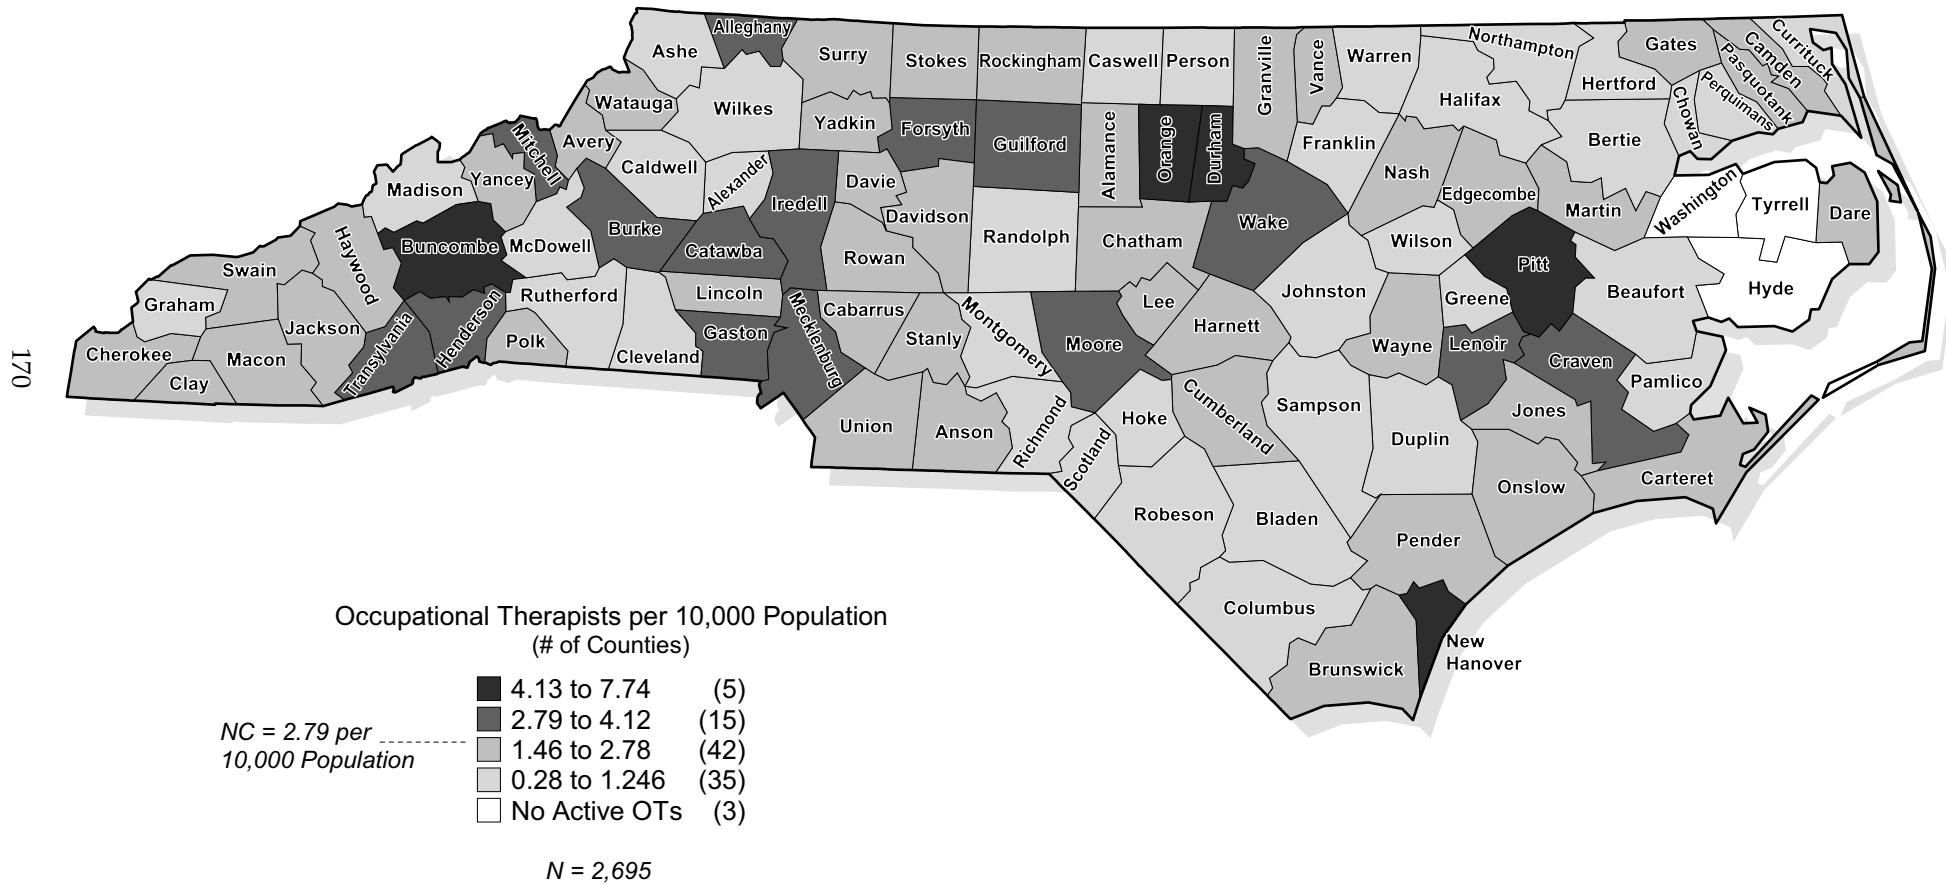 Alleghany
Ashe
Surry
Stokes
Rockingham
Caswell
Person
Granville
Vance
Warren
Northampton
Gates
Camden
Currituck
Pasquotank
Perquimans
Hertford
Halifax
Chowan
Watauga
Wilkes
Yadkin
Forsyth
Guilford
Alamance
Orange
Durham
Franklin
Nash
Bertie
Mitchell
Avery
Caldwell
Alexander
Iredell
Davie
Edgecombe
Madison
Yancey
Davidson
Martin
Washington
Tyrrell
Dare
Buncombe
McDowell
Burke
Catawba
Rowan
Randolph
Chatham
Wake
Wilson
Pitt
Haywood
Swain
Graham
Rutherford
Lincoln
Cabarrus
Montgomery
Lee
Johnston
Greene
Beaufort
Hyde
Jackson
Henderson
Polk
Gaston
Mecklenburg
Stanly
Moore
Harnett
Wayne
Lenoir
Craven
Cherokee
Macon
Clay
Transylvania
Cleveland
Pamlico
170
Union
Anson
Richmond
Scotland
Hoke
Cumberland
Sampson
Duplin
Jones
Onslow
Carteret
Robeson
Bladen
Pender
Columbus
Brunswick
New
Hanover
Occupational Therapists per 10,000 Population
(# of Counties)
4.13 to 7.74 (5)
2.79 to 4.12 (15)
1.46 to 2.78 (42)
0.28 to 1.246 (35)
No Active OTs (3)
NC = 2.79 per
10,000 Population
N = 2,695